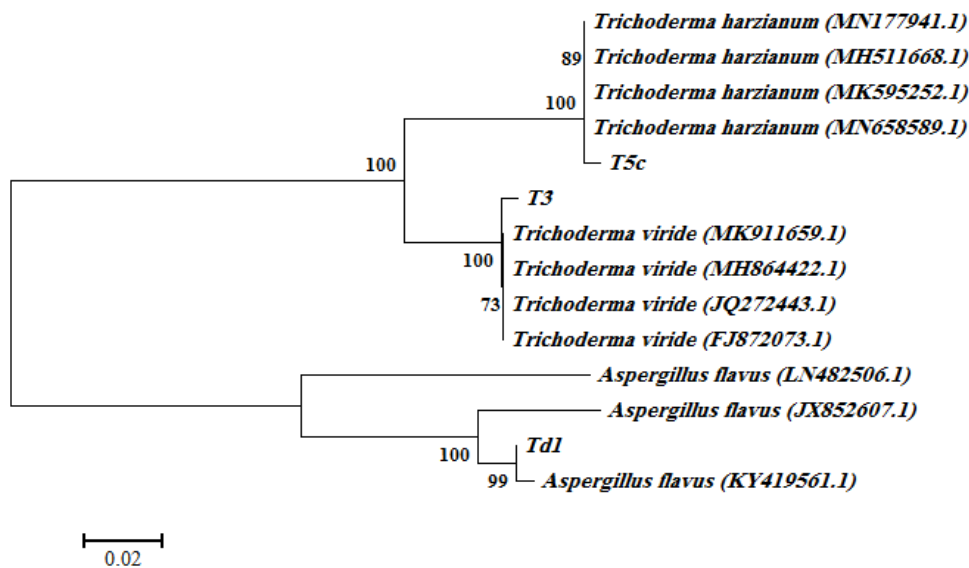 Trichoderma harzianum (MN177941.1)
89
Trichoderma harzianum (MH511668.1)
Trichoderma harzianum (MK595252.1)
100
Trichoderma harzianum (MN658589.1)
100
T5c
T3
Trichoderma viride (MK911659.1)
100
Trichoderma viride (MH864422.1)
73
Trichoderma viride (JQ272443.1)
Trichoderma viride (FJ872073.1)
Aspergillus flavus (LN482506.1)
Aspergillus flavus (JX852607.1)
Td1
100
99
Aspergillus flavus (KY419561.1)
0.02